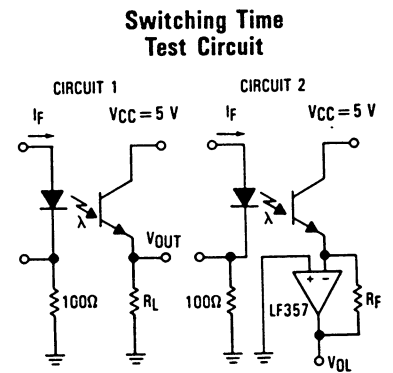 Switching Time
Test Circuit
CIRCUIT 1
CIRCUIT 2
IF
VCC = 5 V
IF
VCC = 5 V
λ
λ
VOUT
100Ω
RL
100Ω
+ −
LF357
RF
VOL